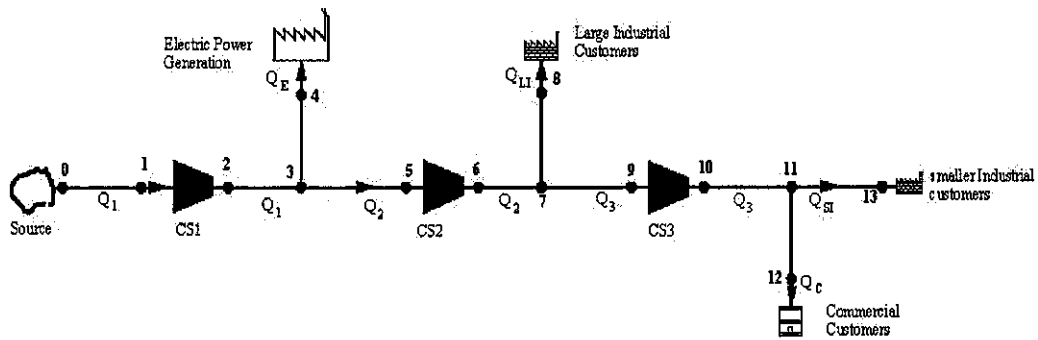 Electric Power
Generation
Large Industrial
Customers
Q_E
4
Q_LI
8
0
1
2
3
5
6
7
9
10
11
13
smaller Industrial
customers
Q_1
Q_1
Q_2
Q_2
Q_3
Q_3
Q_SI
Source
CS1
CS2
CS3
12
Q_C
Commercial
Customers